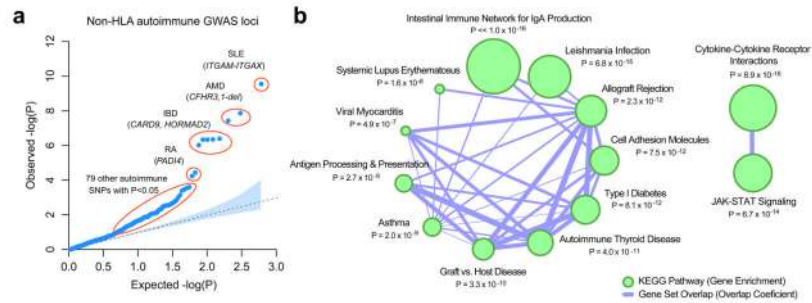 a
Non-HLA autoimmune GWAS loci
Observed -log(P)
12
10
8
6
4
2
0
SLE
(ITGAM-ITGAX)
AMD
(CFHR3,1-del)
IBD
(CARD9, HORMAD2)
RA
(PADI4)
79 other autoimmune
SNPs with P<0.05
0.0 0.5 1.0 1.5 2.0 2.5 3.0
Expected -log(P)
b
Intestinal Immune Network for IgA Production
P << 1.0 x 10-16
Leishmania Infection
P = 6.8 x 10-15
Systemic Lupus Erythematosus
P = 1.6 x 10-6
Allograft Rejection
P = 2.3 x 10-12
Viral Myocarditis
P = 4.9 x 10-7
Cell Adhesion Molecules
P = 7.5 x 10-12
Antigen Processing & Presentation
P = 2.7 x 10-9
Type I Diabetes
P = 8.1 x 10-12
Asthma
P = 2.0 x 10-9
Autoimmune Thyroid Disease
P = 4.0 x 10-11
Graft vs. Host Disease
P = 3.3 x 10-10
Cytokine-Cytokine Receptor
Interactions
P = 8.9 x 10-16
JAK-STAT Signaling
P = 6.7 x 10-14
KEGG Pathway (Gene Enrichment)
Gene Set Overlap (Overlap Coeficient)